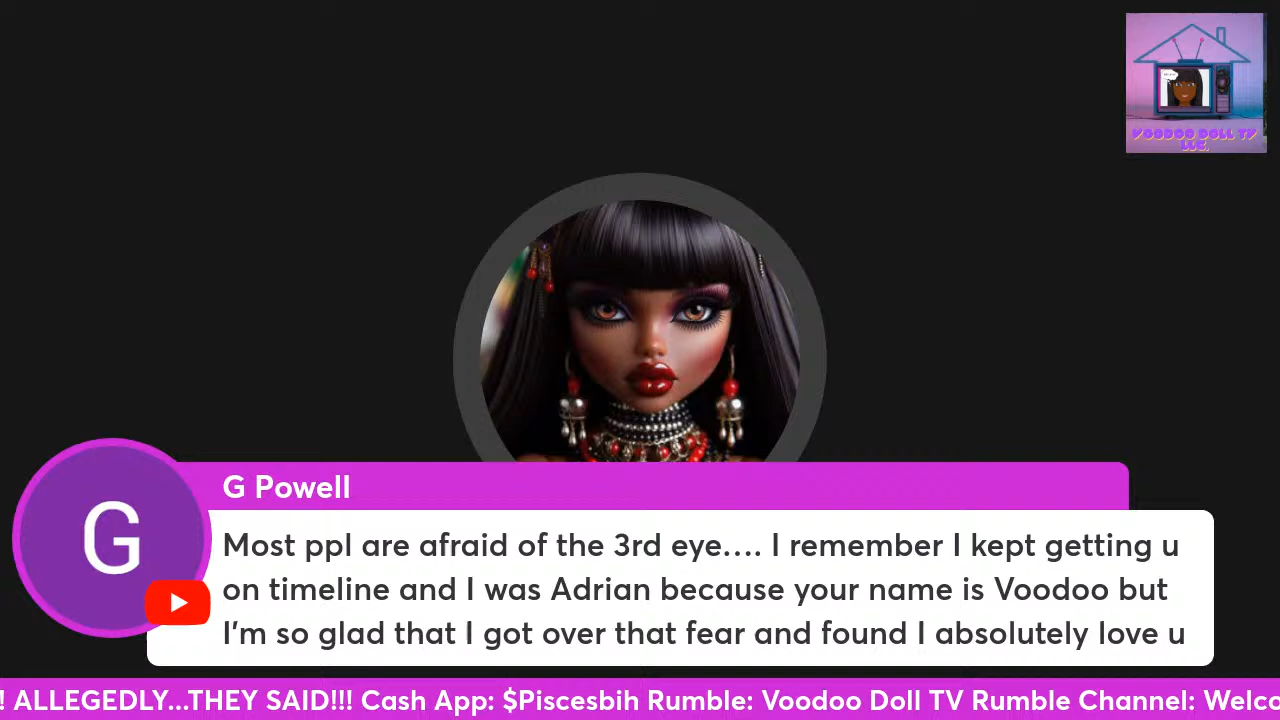 VOODOO DOLL TV
LLC.
G Powell
G
Most ppl are afraid of the 3rd eye…. I remember I kept getting u
on timeline and I was Adrian because your name is Voodoo but
I'm so glad that I got over that fear and found I absolutely love u
! ALLEGEDLY...THEY SAID!!! Cash App: $Piscesbih Rumble: Voodoo Doll TV Rumble Channel: Welco